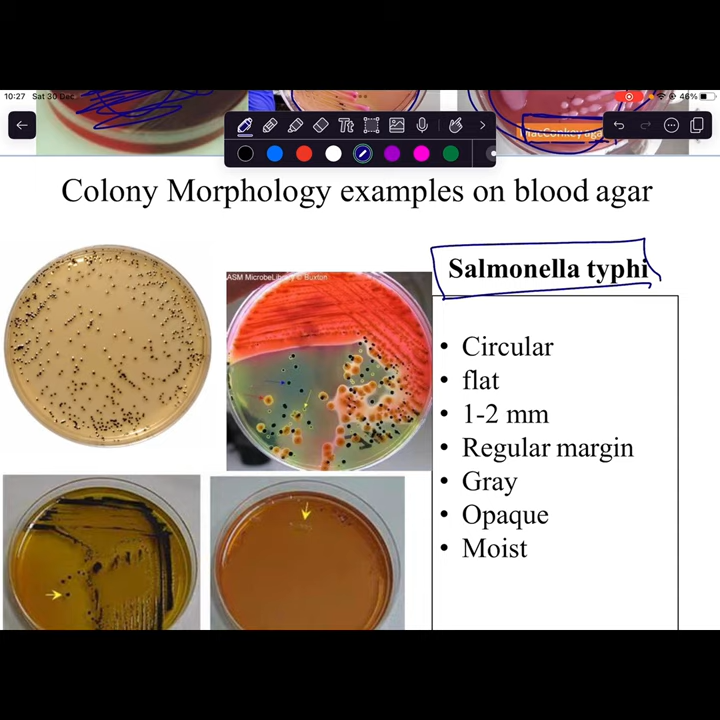 10:27 Sat 30 Dec
46%
Tt
MacConkey agar
Colony Morphology examples on blood agar
ASM MicrobeLibrary © Buxton
Salmonella typhi
• Circular
• flat
• 1-2 mm
• Regular margin
• Gray
• Opaque
• Moist